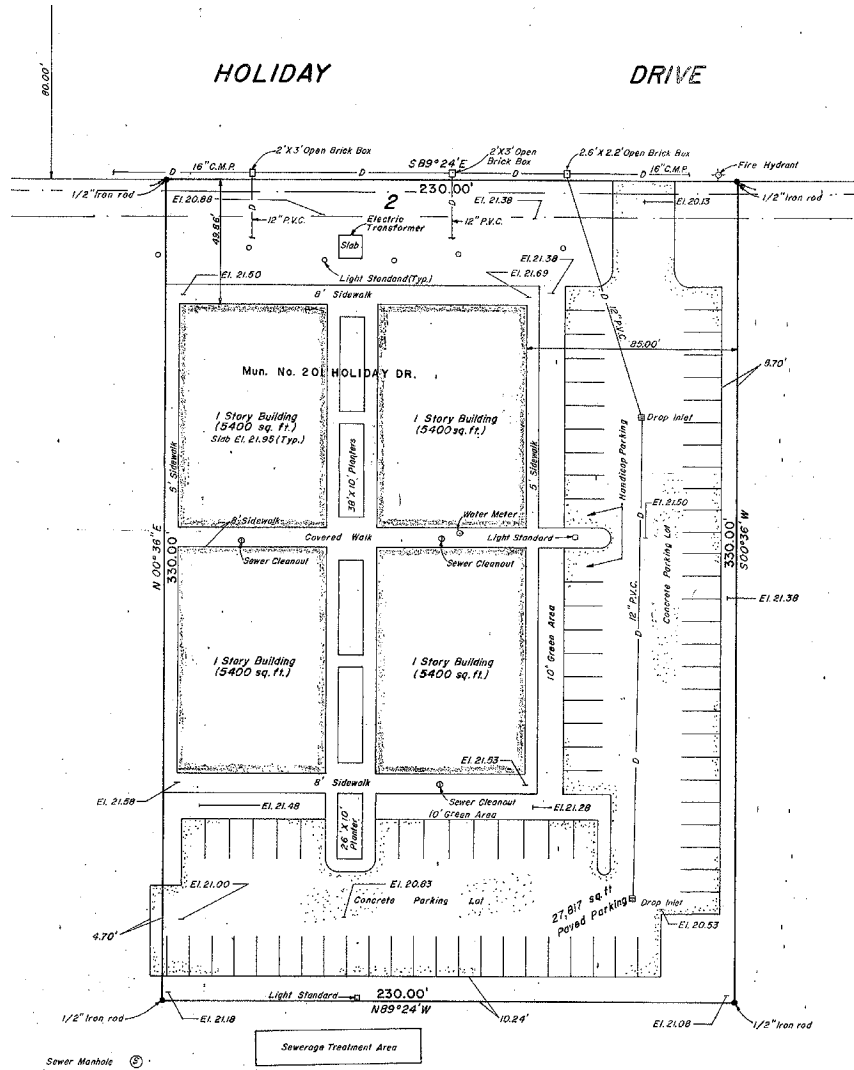 80.00'
HOLIDAY DRIVE
2'X3' Open Brick Box
S89°24'E
2'X3' Open
Brick Box
2.6' X 2.2' Open Brick Box
Fire Hydrant
D
16" C.M.P.
D
D
D
16" C.M.P.
D
1/2" Iron rod
230.00'
2
1/2" Iron rod
El. 20.88
El. 21.38
El. 20.13
49.86'
D
12" P.V.C.
D
12" P.V.C.
Electric
Transformer
Slab
El. 21.50
Light Standard (Typ.)
El. 21.38
El. 21.69
8' Sidewalk
D
12" P.V.C.
85.00'
8.70'
Mun. No. 201 HOLIDAY DR.
1 Story Building
(5400 sq. ft.)
Slab El. 21.95 (Typ.)
1 Story Building
(5400 sq. ft.)
Drop Inlet
5' Sidewalk
38'X10' Planters
5' Sidewalk
Handicap Parking
El. 21.50
D
Water Meter
8' Sidewalk
Covered Walk
Light Standard
Sewer Cleanout
Sewer Cleanout
N 00°36' E
330.00'
Concrete Parking Lot
330.00'
S00°36' W
El. 21.38
12" P.V.C.
D
10' Green Area
1 Story Building
(5400 sq. ft.)
1 Story Building
(5400 sq. ft.)
D
El. 21.53
8' Sidewalk
El. 21.58
El. 21.48
Sewer Cleanout
10' Green Area
El. 21.28
26'X10'
Planter
El. 21.00
El. 20.83
Concrete Parking Lot
27,817 sq. ft
Paved Parking
Drop Inlet
El. 20.53
4.70'
Light Standard
230.00'
N89°24'W
10.24'
1/2" Iron rod
El. 21.18
El. 21.08
1/2" Iron rod
Sewerage Treatment Area
Sewer Manhole
S